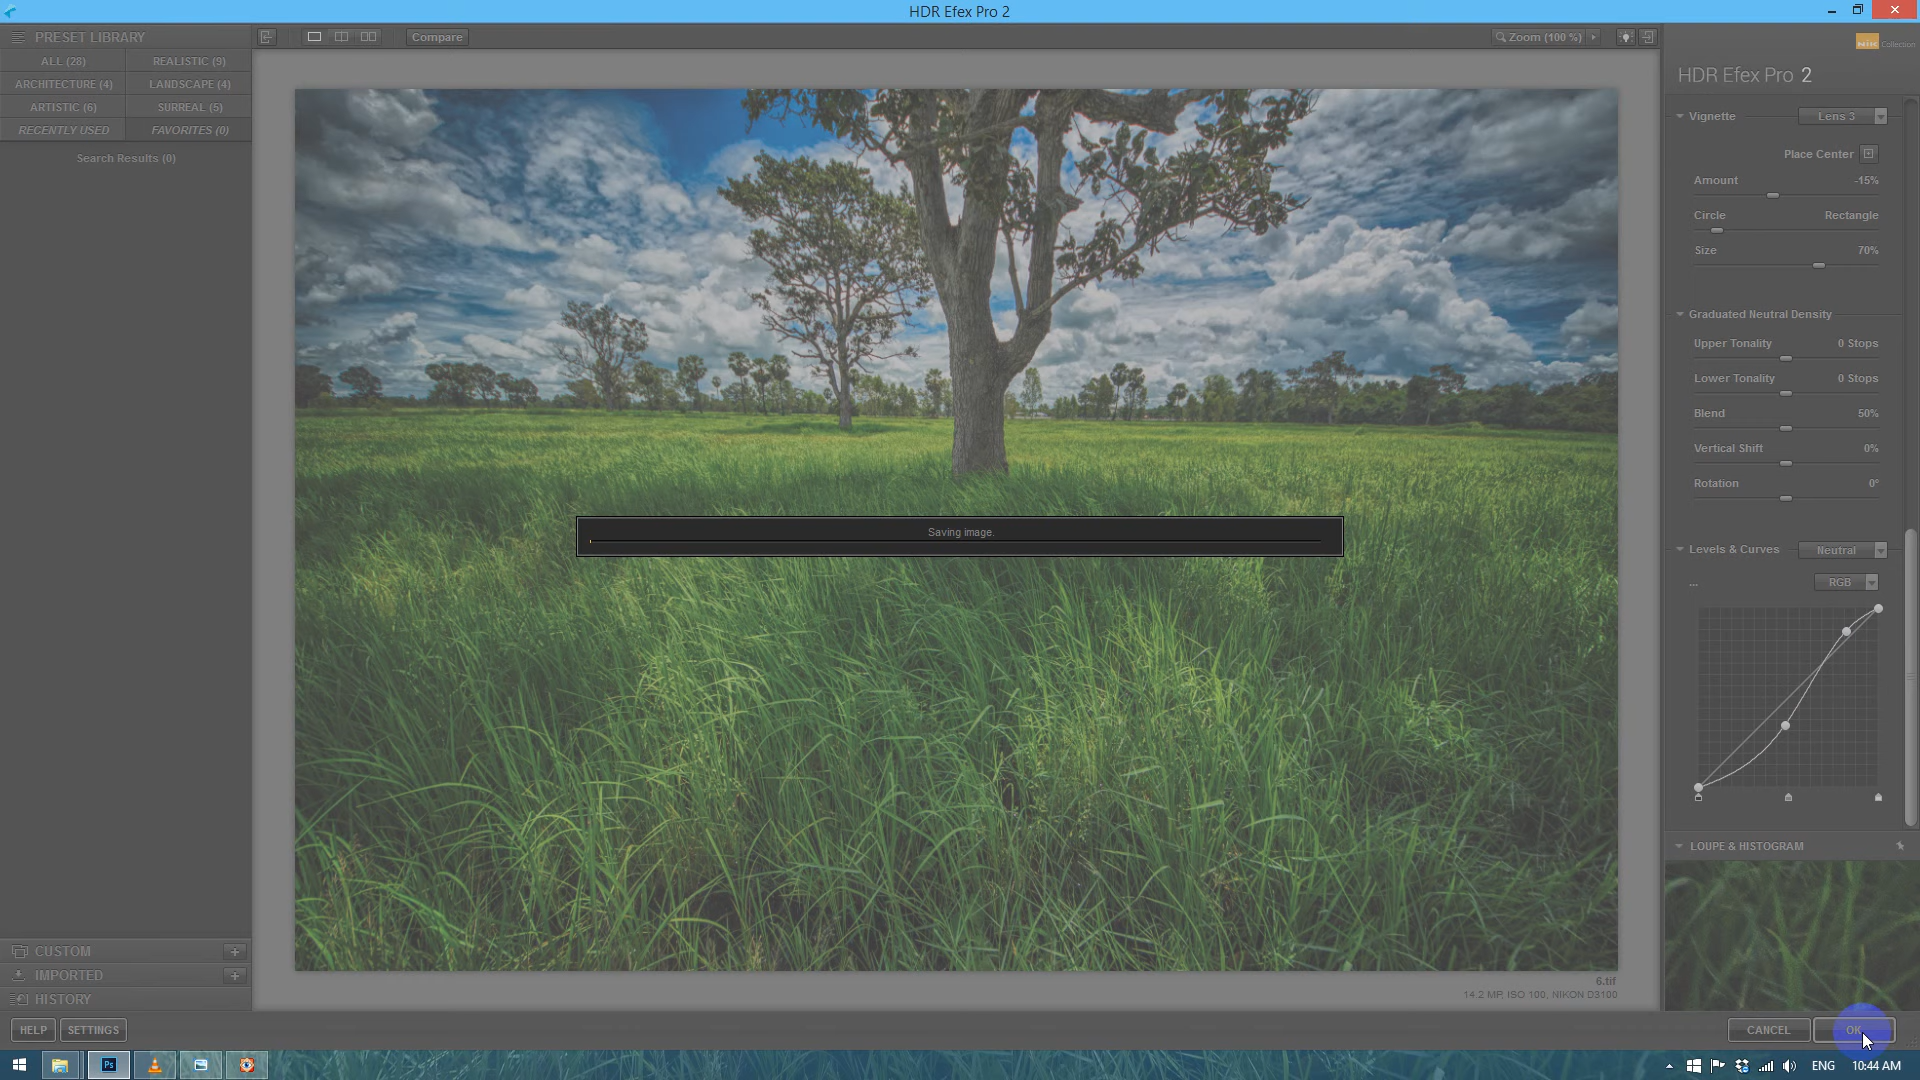 HDR Efex Pro 2
PRESET LIBRARY
ALL (28)
REALISTIC (9)
ARCHITECTURE (4)
LANDSCAPE (4)
ARTISTIC (6)
SURREAL (5)
RECENTLY USED
FAVORITES (0)
Search Results (0)
CUSTOM
IMPORTED
HISTORY
HELP
SETTINGS
Compare
Zoom (100 %)
Saving image.
6.tif
14.2 MP, ISO 100, NIKON D3100
Nik Collection
HDR Efex Pro 2
Vignette
Lens 3
Place Center
Amount -15%
Circle Rectangle
Size 70%
Graduated Neutral Density
Upper Tonality 0 Stops
Lower Tonality 0 Stops
Blend 50%
Vertical Shift 0%
Rotation 0°
Levels & Curves
Neutral
...
RGB
LOUPE & HISTOGRAM
CANCEL
OK
Ps
ENG
10:44 AM